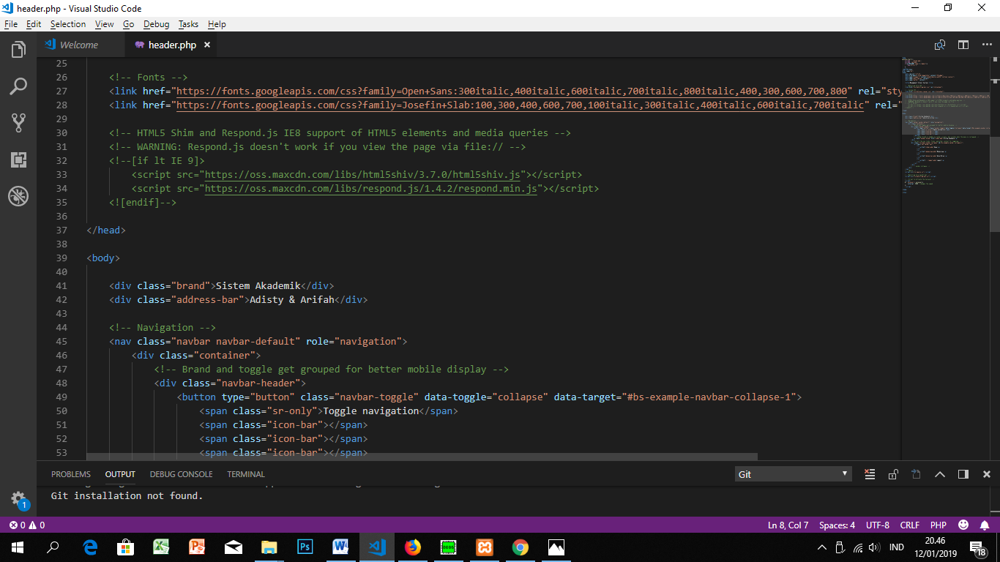 header.php - Visual Studio Code
File Edit Selection View Go Debug Tasks Help
Welcome header.php
25
26 <!-- Fonts -->
27 <link href="https://fonts.googleapis.com/css?family=Open+Sans:300italic,400italic,600italic,700italic,800italic,400,300,600,700,800" rel="sty
28 <link href="https://fonts.googleapis.com/css?family=Josefin+Slab:100,300,400,600,700,100italic,300italic,400italic,600italic,700italic" rel="
29
30 <!-- HTML5 Shim and Respond.js IE8 support of HTML5 elements and media queries -->
31 <!-- WARNING: Respond.js doesn't work if you view the page via file:// -->
32 <!--[if lt IE 9]>
33 <script src="https://oss.maxcdn.com/libs/html5shiv/3.7.0/html5shiv.js"></script>
34 <script src="https://oss.maxcdn.com/libs/respond.js/1.4.2/respond.min.js"></script>
35 <![endif]-->
36
37 </head>
38
39 <body>
40
41 <div class="brand">Sistem Akademik</div>
42 <div class="address-bar">Adisty & Arifah</div>
43
44 <!-- Navigation -->
45 <nav class="navbar navbar-default" role="navigation">
46 <div class="container">
47 <!-- Brand and toggle get grouped for better mobile display -->
48 <div class="navbar-header">
49 <button type="button" class="navbar-toggle" data-toggle="collapse" data-target="#bs-example-navbar-collapse-1">
50 <span class="sr-only">Toggle navigation</span>
51 <span class="icon-bar"></span>
52 <span class="icon-bar"></span>
53 <span class="icon-bar"></span>
PROBLEMS OUTPUT DEBUG CONSOLE TERMINAL Git
Git installation not found.
1
0 0 Ln 8, Col 7 Spaces: 4 UTF-8 CRLF PHP
IND 20.46
12/01/2019 18